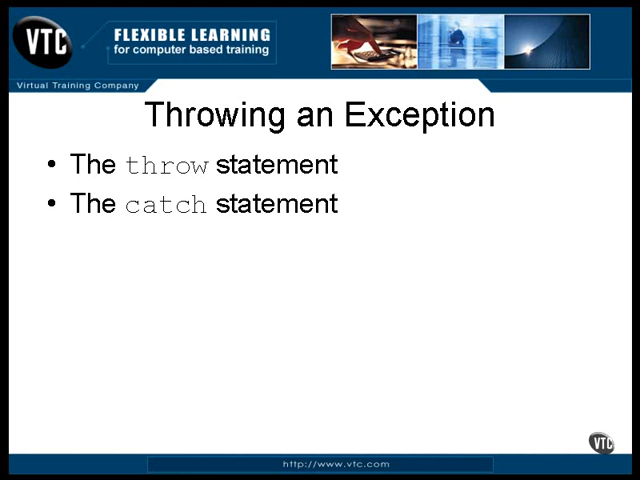 VTC
FLEXIBLE LEARNING
for computer based training
Virtual Training Company
Throwing an Exception
• The throw statement
• The catch statement
VTC
http://www.vtc.com